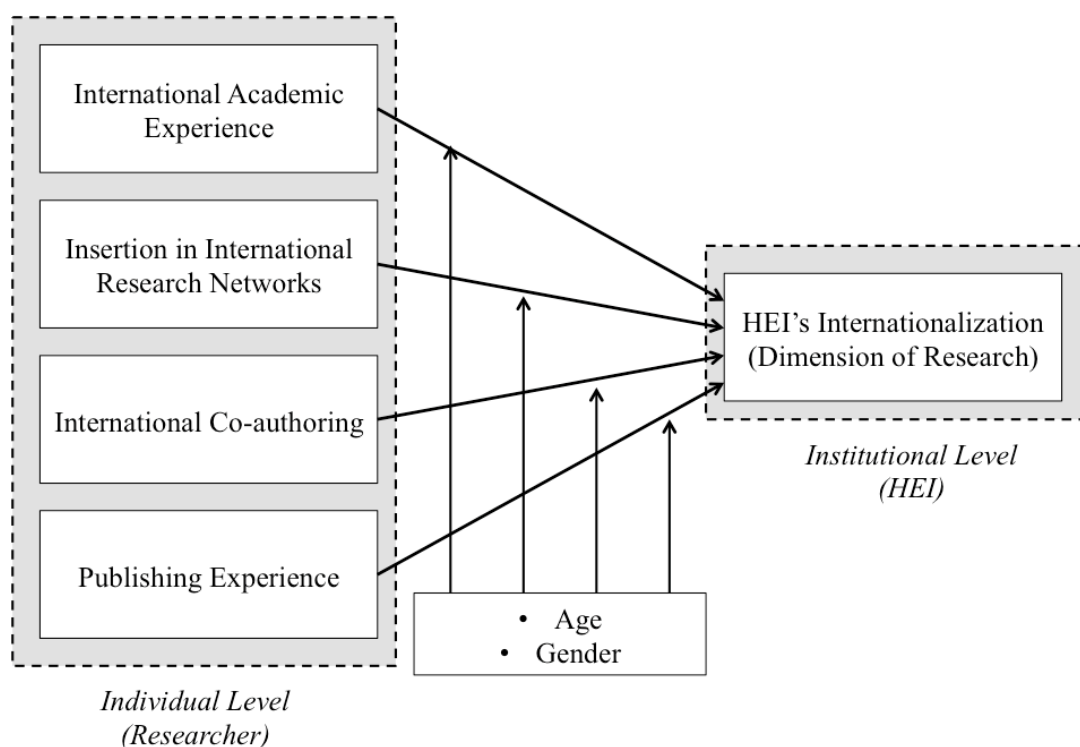 International Academic
Experience
Insertion in International
Research Networks
International Co-authoring
Publishing Experience
Individual Level
(Researcher)
• Age
• Gender
HEI's Internationalization
(Dimension of Research)
Institutional Level
(HEI)